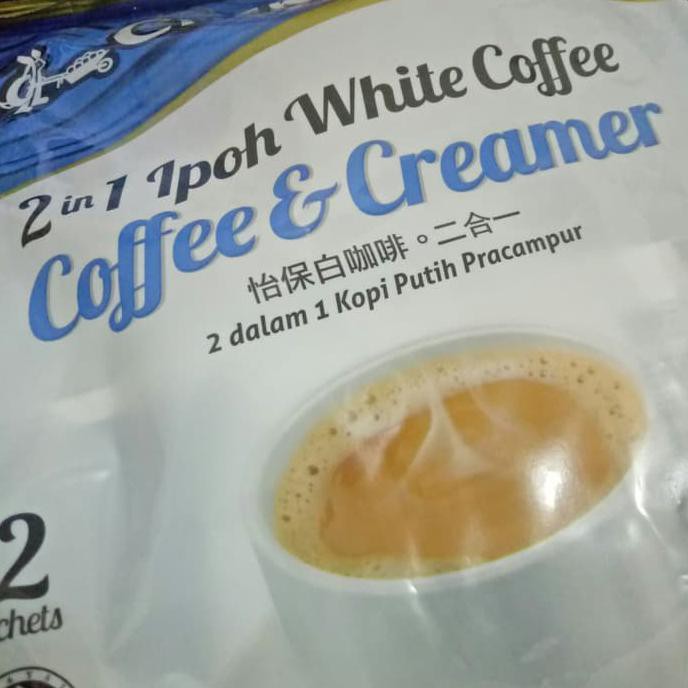 2 in 1 Ipoh White Coffee
Coffee & Creamer
怡保白咖啡。二合一
2 dalam 1 Kopi Putih Pracampur
2
chets